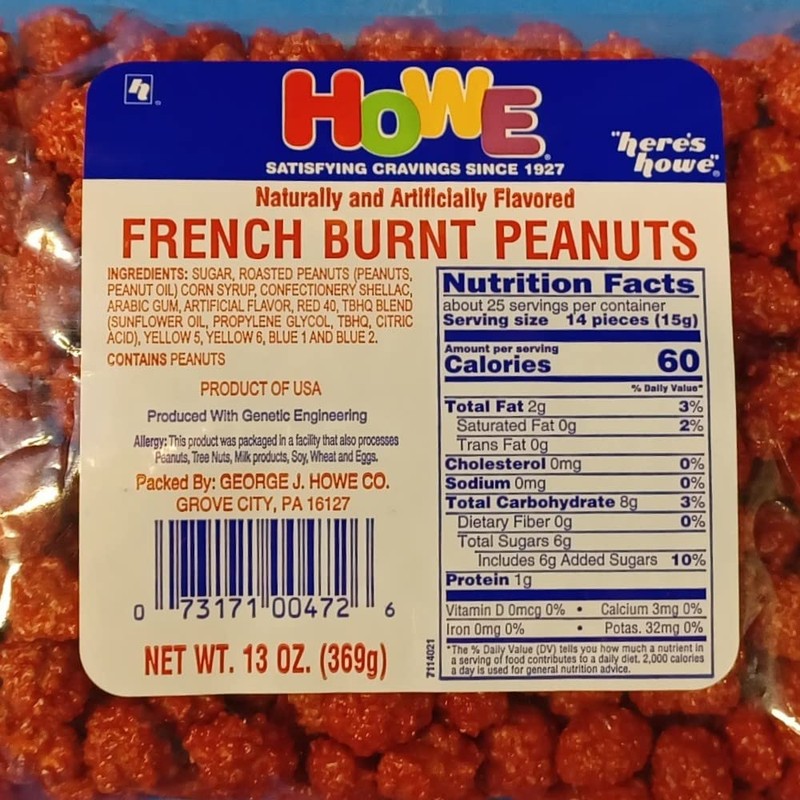 HOWE
SATISFYING CRAVINGS SINCE 1927
"here's
howe"®
Naturally and Artificially Flavored
FRENCH BURNT PEANUTS
INGREDIENTS: SUGAR, ROASTED PEANUTS (PEANUTS,
PEANUT OIL) CORN SYRUP, CONFECTIONERY SHELLAC,
ARABIC GUM, ARTIFICIAL FLAVOR, RED 40, TBHQ BLEND
(SUNFLOWER OIL, PROPYLENE GLYCOL, TBHQ, CITRIC
ACID), YELLOW 5, YELLOW 6, BLUE 1 AND BLUE 2.
CONTAINS PEANUTS
PRODUCT OF USA
Produced With Genetic Engineering
Allergy: This product was packaged in a facility that also processes
Peanuts, Tree Nuts, Milk products, Soy, Wheat and Eggs.
Packed By: GEORGE J. HOWE CO.
GROVE CITY, PA 16127
0 73171 00472 6
NET WT. 13 OZ. (369g)
Nutrition Facts
about 25 servings per container
Serving size 14 pieces (15g)
Amount per serving
Calories 60
% Daily Value*
Total Fat 2g 3%
Saturated Fat 0g 2%
Trans Fat 0g
Cholesterol 0mg 0%
Sodium 0mg 0%
Total Carbohydrate 8g 3%
Dietary Fiber 0g 0%
Total Sugars 6g
Includes 6g Added Sugars 10%
Protein 1g
Vitamin D 0mcg 0% • Calcium 3mg 0%
Iron 0mg 0% • Potas. 32mg 0%
*The % Daily Value (DV) tells you how much a nutrient in
a serving of food contributes to a daily diet. 2,000 calories
a day is used for general nutrition advice.
7114021